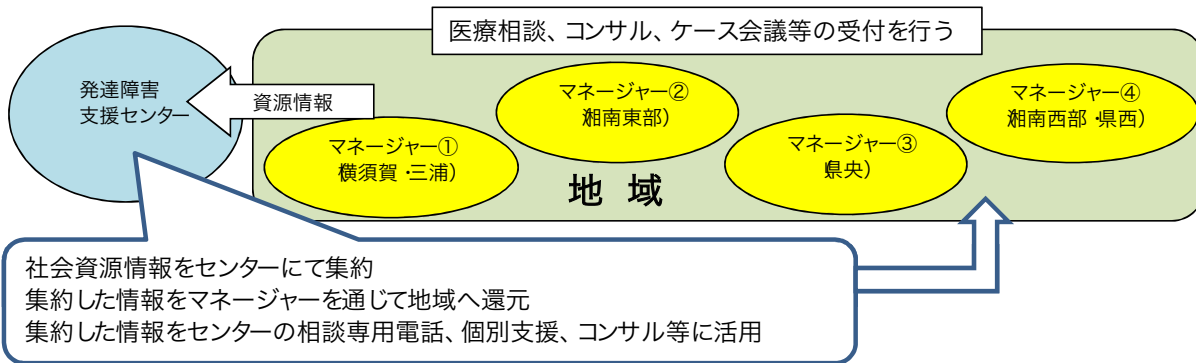 医療相談、コンサル、ケース会議等の受付を行う
発達障害
支援センター
資源情報
マネージャー①
(横須賀・三浦)
マネージャー②
(湘南東部)
マネージャー③
(県央)
マネージャー④
(湘南西部・県西)
地 域
社会資源情報をセンターにて集約
集約した情報をマネージャーを通じて地域へ還元
集約した情報をセンターの相談専用電話、個別支援、コンサル等に活用